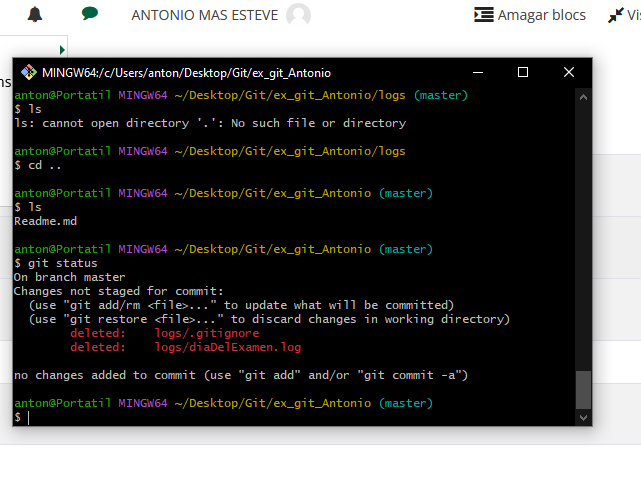 ANTONIO MAS ESTEVE
Amagar blocs
Vis
ns
MINGW64:/c/Users/anton/Desktop/Git/ex_git_Antonio
anton@Portatil MINGW64 ~/Desktop/Git/ex_git_Antonio/logs (master)
$ ls
ls: cannot open directory '.': No such file or directory
anton@Portatil MINGW64 ~/Desktop/Git/ex_git_Antonio/logs
$ cd ..
anton@Portatil MINGW64 ~/Desktop/Git/ex_git_Antonio (master)
$ ls
Readme.md
anton@Portatil MINGW64 ~/Desktop/Git/ex_git_Antonio (master)
$ git status
On branch master
Changes not staged for commit:
(use "git add/rm <file>..." to update what will be committed)
(use "git restore <file>..." to discard changes in working directory)
deleted: logs/.gitignore
deleted: logs/diaDelExamen.log
no changes added to commit (use "git add" and/or "git commit -a")
anton@Portatil MINGW64 ~/Desktop/Git/ex_git_Antonio (master)
$